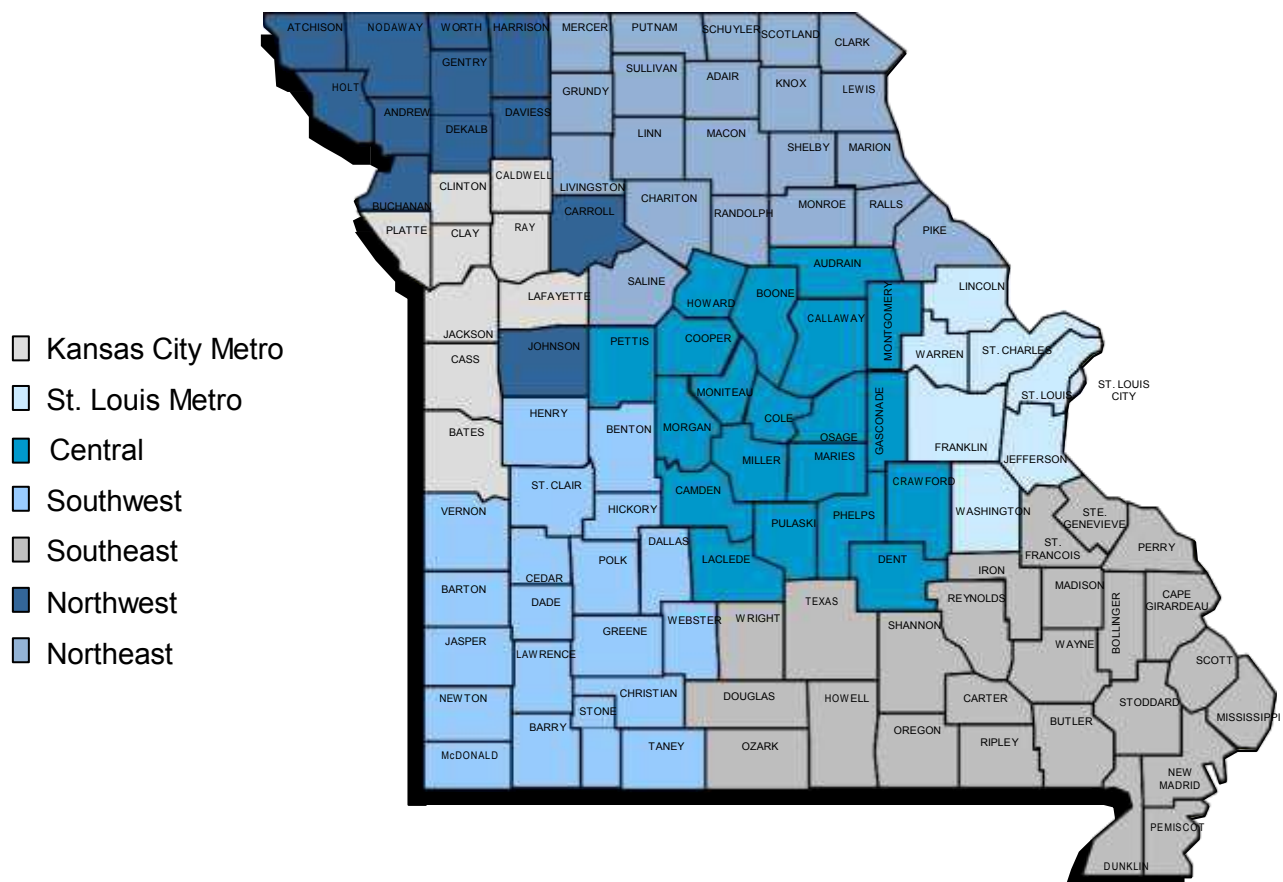 ATCHISON
NODAWAY
WORTH
HARRISON
MERCER
PUTNAM
SCHUYLER
SCOTLAND
CLARK
HOLT
GENTRY
GRUNDY
SULLIVAN
ADAIR
KNOX
LEWIS
ANDREW
DEKALB
DAVIESS
LINN
MACON
SHELBY
MARION
BUCHANAN
CLINTON
CALDWELL
LIVINGSTON
CARROLL
CHARITON
RANDOLPH
MONROE
RALLS
PIKE
PLATTE
CLAY
RAY
SALINE
AUDRAIN
LAFAYETTE
HOWARD
BOONE
CALLAWAY
MONTGOMERY
LINCOLN
JACKSON
JOHNSON
PETTIS
COOPER
WARREN
ST. CHARLES
CASS
MONITEAU
ST. LOUIS
ST. LOUIS
CITY
Kansas City Metro
St. Louis Metro
Central
Southwest
Southeast
Northwest
Northeast
HENRY
BENTON
MORGAN
COLE
OSAGE
GASCONADE
FRANKLIN
JEFFERSON
BATES
MILLER
MARIES
ST. CLAIR
CAMDEN
CRAWFORD
VERNON
HICKORY
PULASKI
PHELPS
WASHINGTON
STE.
GENEVIEVE
ST.
FRANCOIS
PERRY
CEDAR
POLK
DALLAS
LACLEDE
DENT
IRON
MADISON
BARTON
DADE
WEBSTER
WRIGHT
TEXAS
SHANNON
REYNOLDS
BOLLINGER
CAPE
GIRARDEAU
JASPER
LAWRENCE
GREENE
WAYNE
SCOTT
NEWTON
STONE
CHRISTIAN
DOUGLAS
HOWELL
CARTER
STODDARD
MISSISSIPPI
McDONALD
BARRY
TANEY
OZARK
OREGON
RIPLEY
BUTLER
NEW
MADRID
PEMISCOT
DUNKLIN